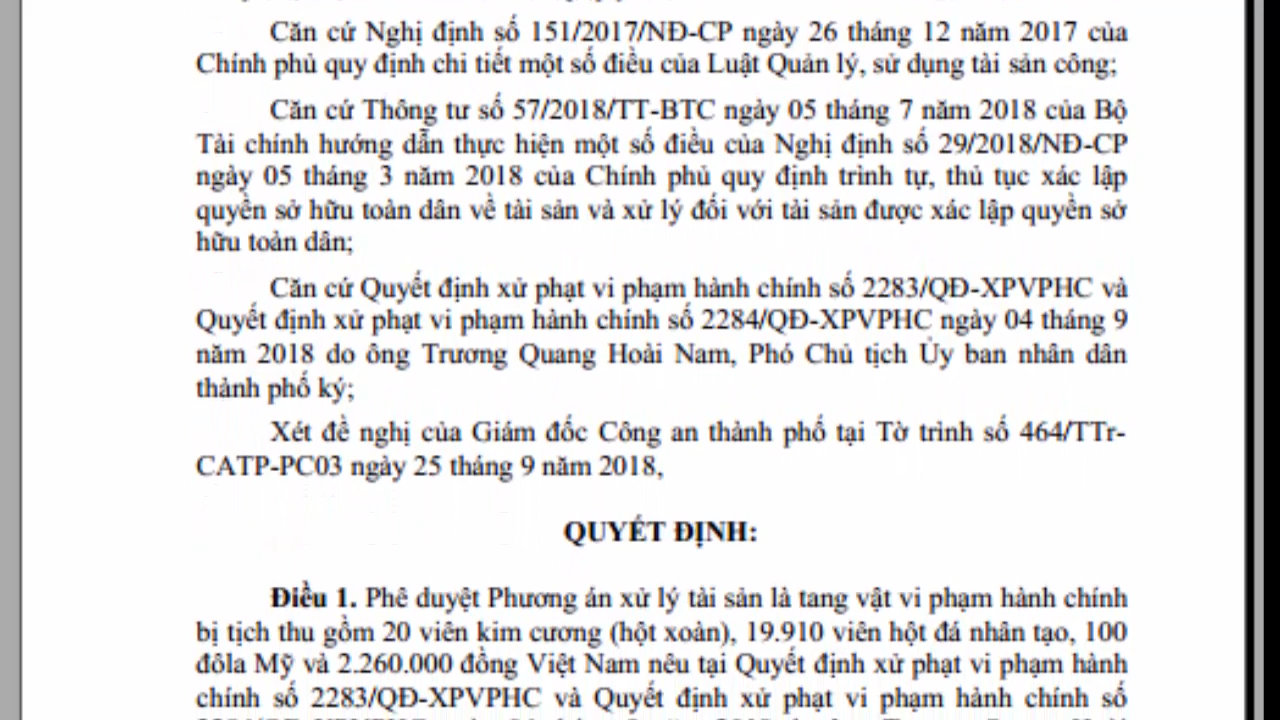 Căn cứ Nghị định số 151/2017/NĐ-CP ngày 26 tháng 12 năm 2017 của
Chính phủ quy định chi tiết một số điều của Luật Quản lý, sử dụng tài sản công;
Căn cứ Thông tư số 57/2018/TT-BTC ngày 05 tháng 7 năm 2018 của Bộ
Tài chính hướng dẫn thực hiện một số điều của Nghị định số 29/2018/NĐ-CP
ngày 05 tháng 3 năm 2018 của Chính phủ quy định trình tự, thủ tục xác lập
quyền sở hữu toàn dân về tài sản và xử lý đối với tài sản được xác lập quyền sở
hữu toàn dân;
Căn cứ Quyết định xử phạt vi phạm hành chính số 2283/QĐ-XPVPHC và
Quyết định xử phạt vi phạm hành chính số 2284/QĐ-XPVPHC ngày 04 tháng 9
năm 2018 do ông Trương Quang Hoài Nam, Phó Chủ tịch Ủy ban nhân dân
thành phố ký;
Xét đề nghị của Giám đốc Công an thành phố tại Tờ trình số 464/TTr-
CATP-PC03 ngày 25 tháng 9 năm 2018,
QUYẾT ĐỊNH:
Điều 1. Phê duyệt Phương án xử lý tài sản là tang vật vi phạm hành chính
bị tịch thu gồm 20 viên kim cương (hột xoàn), 19.910 viên hột đá nhân tạo, 100
đôla Mỹ và 2.260.000 đồng Việt Nam nêu tại Quyết định xử phạt vi phạm hành
chính số 2283/QĐ-XPVPHC và Quyết định xử phạt vi phạm hành chính số